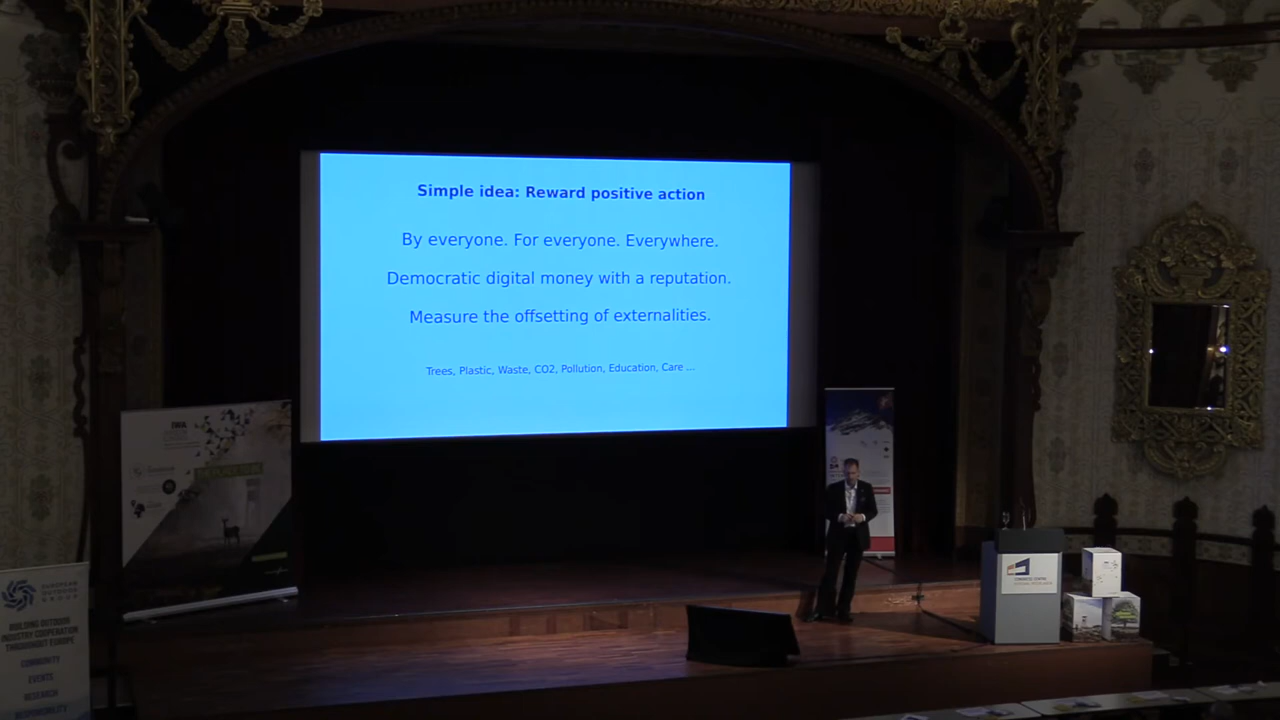 Simple idea: Reward positive action
By everyone. For everyone. Everywhere.
Democratic digital money with a reputation.
Measure the offsetting of externalities.
Trees, Plastic, Waste, CO2, Pollution, Education, Care ...
EUROPEAN
OUTDOOR
GROUP
BUILDING OUTDOOR
INDUSTRY COOPERATION
THROUGHOUT EUROPE
COMMUNITY
EVENTS
RESEARCH
RESPONSIBILITY